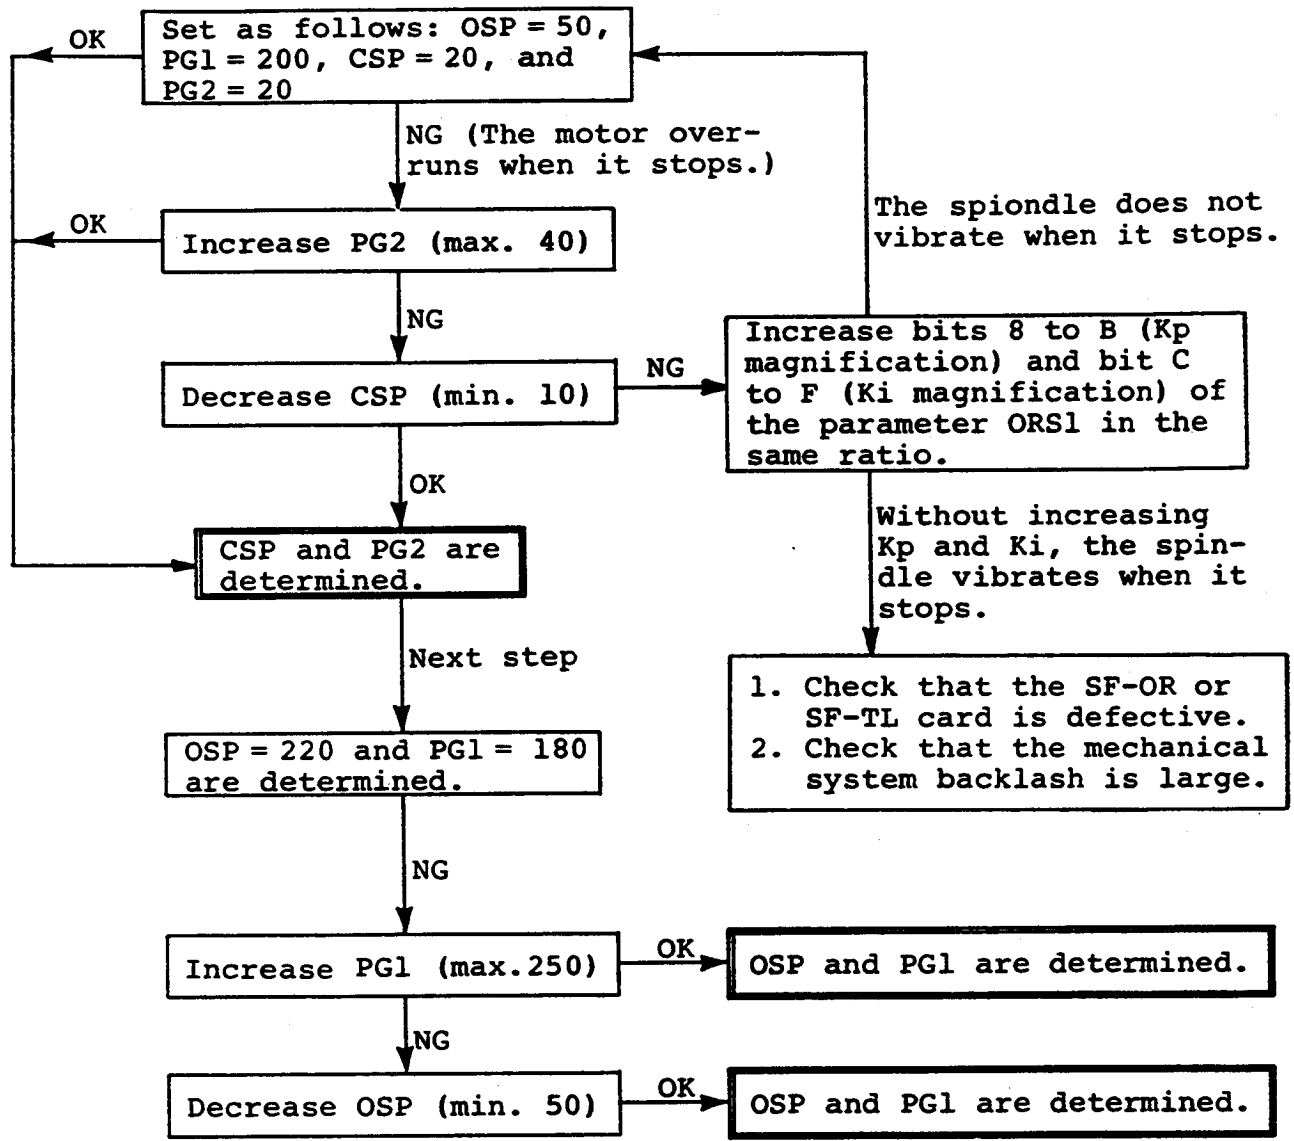 OK
Set as follows: OSP = 50,
PG1 = 200, CSP = 20, and
PG2 = 20
NG (The motor over-
runs when it stops.)
OK
Increase PG2 (max. 40)
The spiondle does not
vibrate when it stops.
NG
Decrease CSP (min. 10)
NG
Increase bits 8 to B (Kp
magnification) and bit C
to F (Ki magnification) of
the parameter ORS1 in the
same ratio.
OK
CSP and PG2 are
determined.
Without increasing
Kp and Ki, the spin-
dle vibrates when it
stops.
Next step
1. Check that the SF-OR or
SF-TL card is defective.
2. Check that the mechanical
system backlash is large.
OSP = 220 and PG1 = 180
are determined.
NG
Increase PG1 (max.250)
OK
OSP and PG1 are determined.
NG
Decrease OSP (min. 50)
OK
OSP and PG1 are determined.